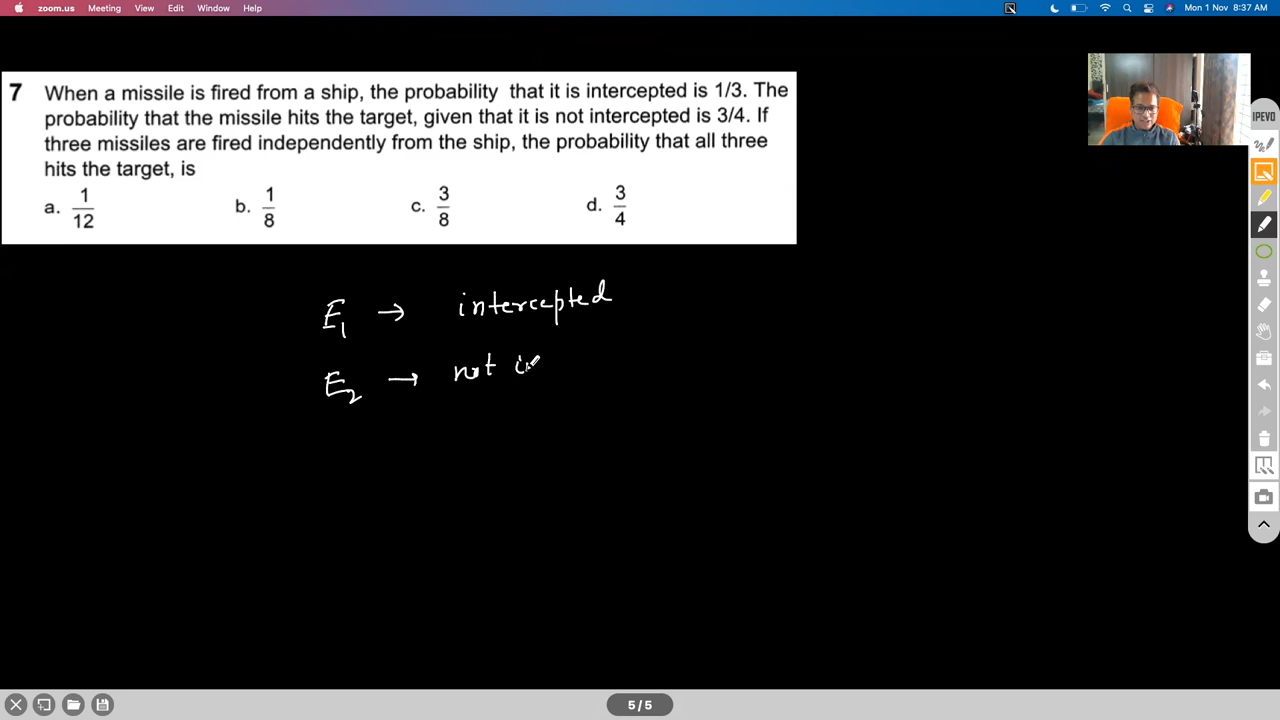 zoom.us Meeting View Edit Window Help Mon 1 Nov 8:37 AM
IPEVO
7 When a missile is fired from a ship, the probability that it is intercepted is 1/3. The
probability that the missile hits the target, given that it is not intercepted is 3/4. If
three missiles are fired independently from the ship, the probability that all three
hits the target, is
a. 1/12 b. 1/8 c. 3/8 d. 3/4
E₁ → intercepted
E₂ → not in
5/5